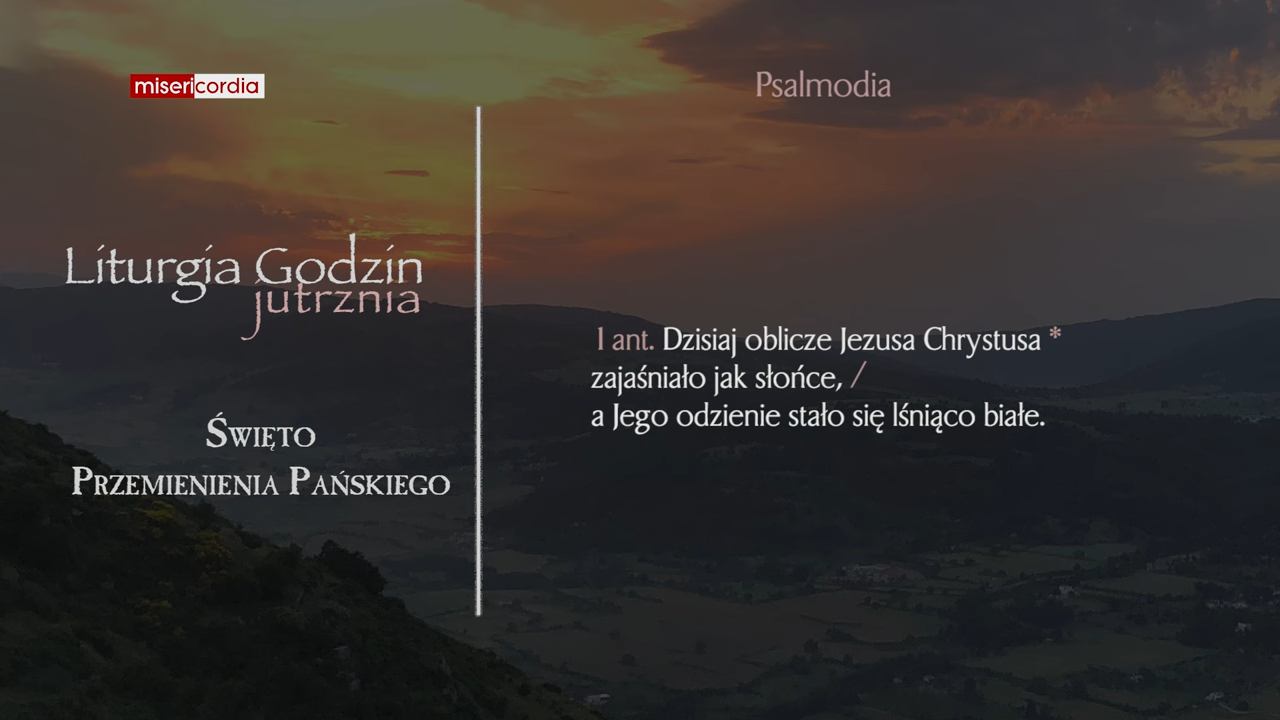 misericordia
Liturgia Godzin
jutrznia
Święto
Przemienienia Pańskiego
Psalmodia
1 ant. Dzisiaj oblicze Jezusa Chrystusa *
zajaśniało jak słońce, /
a Jego odzienie stało się lśniąco białe.